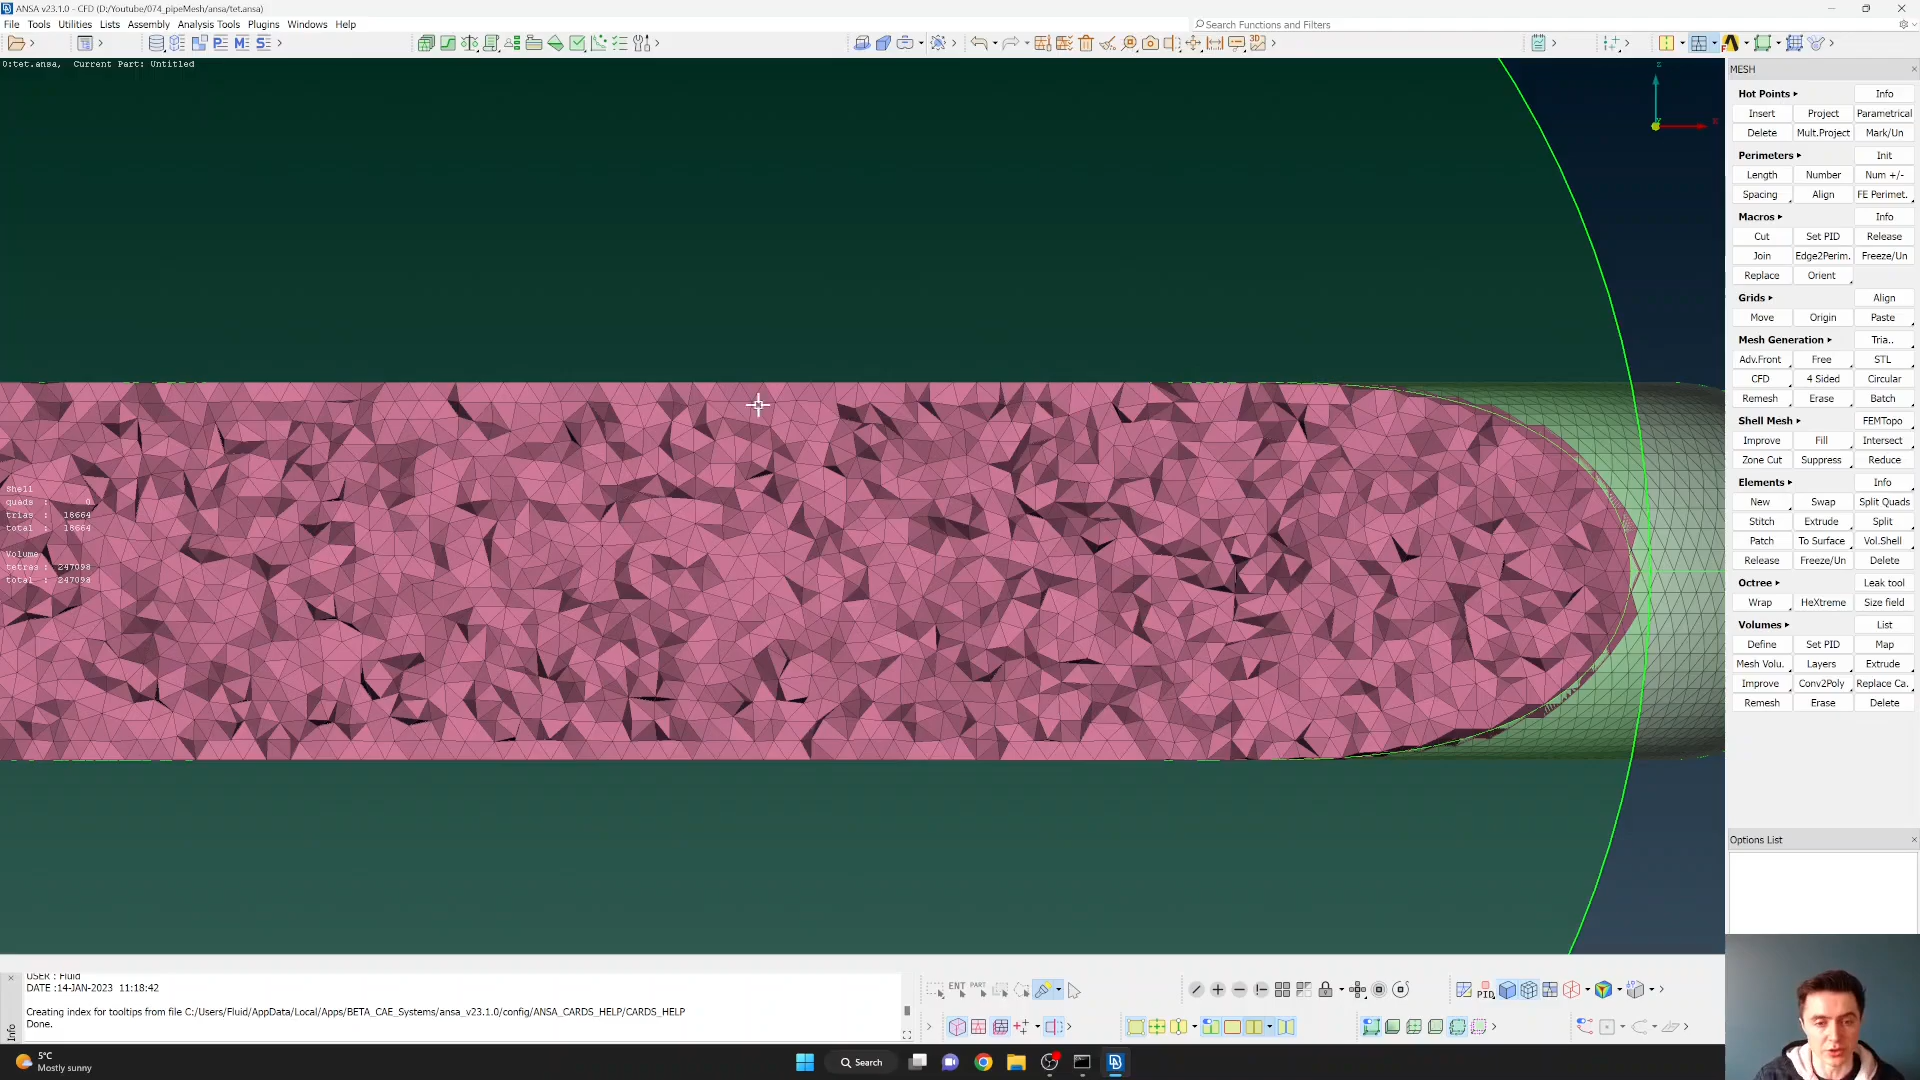 ANSA v23.1.0 - CFD (D:/Youtube/074_pipeMesh/ansa/tet.ansa)
File Tools Utilities Lists Assembly Analysis Tools Plugins Windows Help
Search Functions and Filters
0:tet.ansa, Current Part: Untitled
MESH
Hot Points Info
Insert Project Parametrical
Delete Mult.Project Mark/Un
Perimeters Init
Length Number Num +/-
Spacing Align FE Perimet.
Macros Info
Cut Set PID Release
Join Edge2Perim. Freeze/Un
Replace Orient
Grids Align
Move Origin Paste
Mesh Generation Tria..
Adv.Front Free STL
CFD 4 Sided Circular
Remesh Erase Batch
Shell Mesh FEMTopo
Improve Fill Intersect
Zone Cut Suppress Reduce
Elements Info
New Swap Split Quads
Stitch Extrude Split
Patch To Surface Vol.Shell
Release Freeze/Un Delete
Octree Leak tool
Wrap HeXtreme Size field
Volumes List
Define Set PID Map
Mesh Volu. Layers Extrude
Improve Conv2Poly Replace Ca.
Remesh Erase Delete
Shell
quads : 0
trias : 18664
total : 18664
Volume
tetras : 247098
total : 247098
Options List
USER : Fluid
DATE :14-JAN-2023 11:18:42
Creating index for tooltips from file C:/Users/Fluid/AppData/Local/Apps/BETA_CAE_Systems/ansa_v23.1.0/config/ANSA_CARDS_HELP/CARDS_HELP
Done.
Info
ENT PART
PID
5°C
Mostly sunny
Search